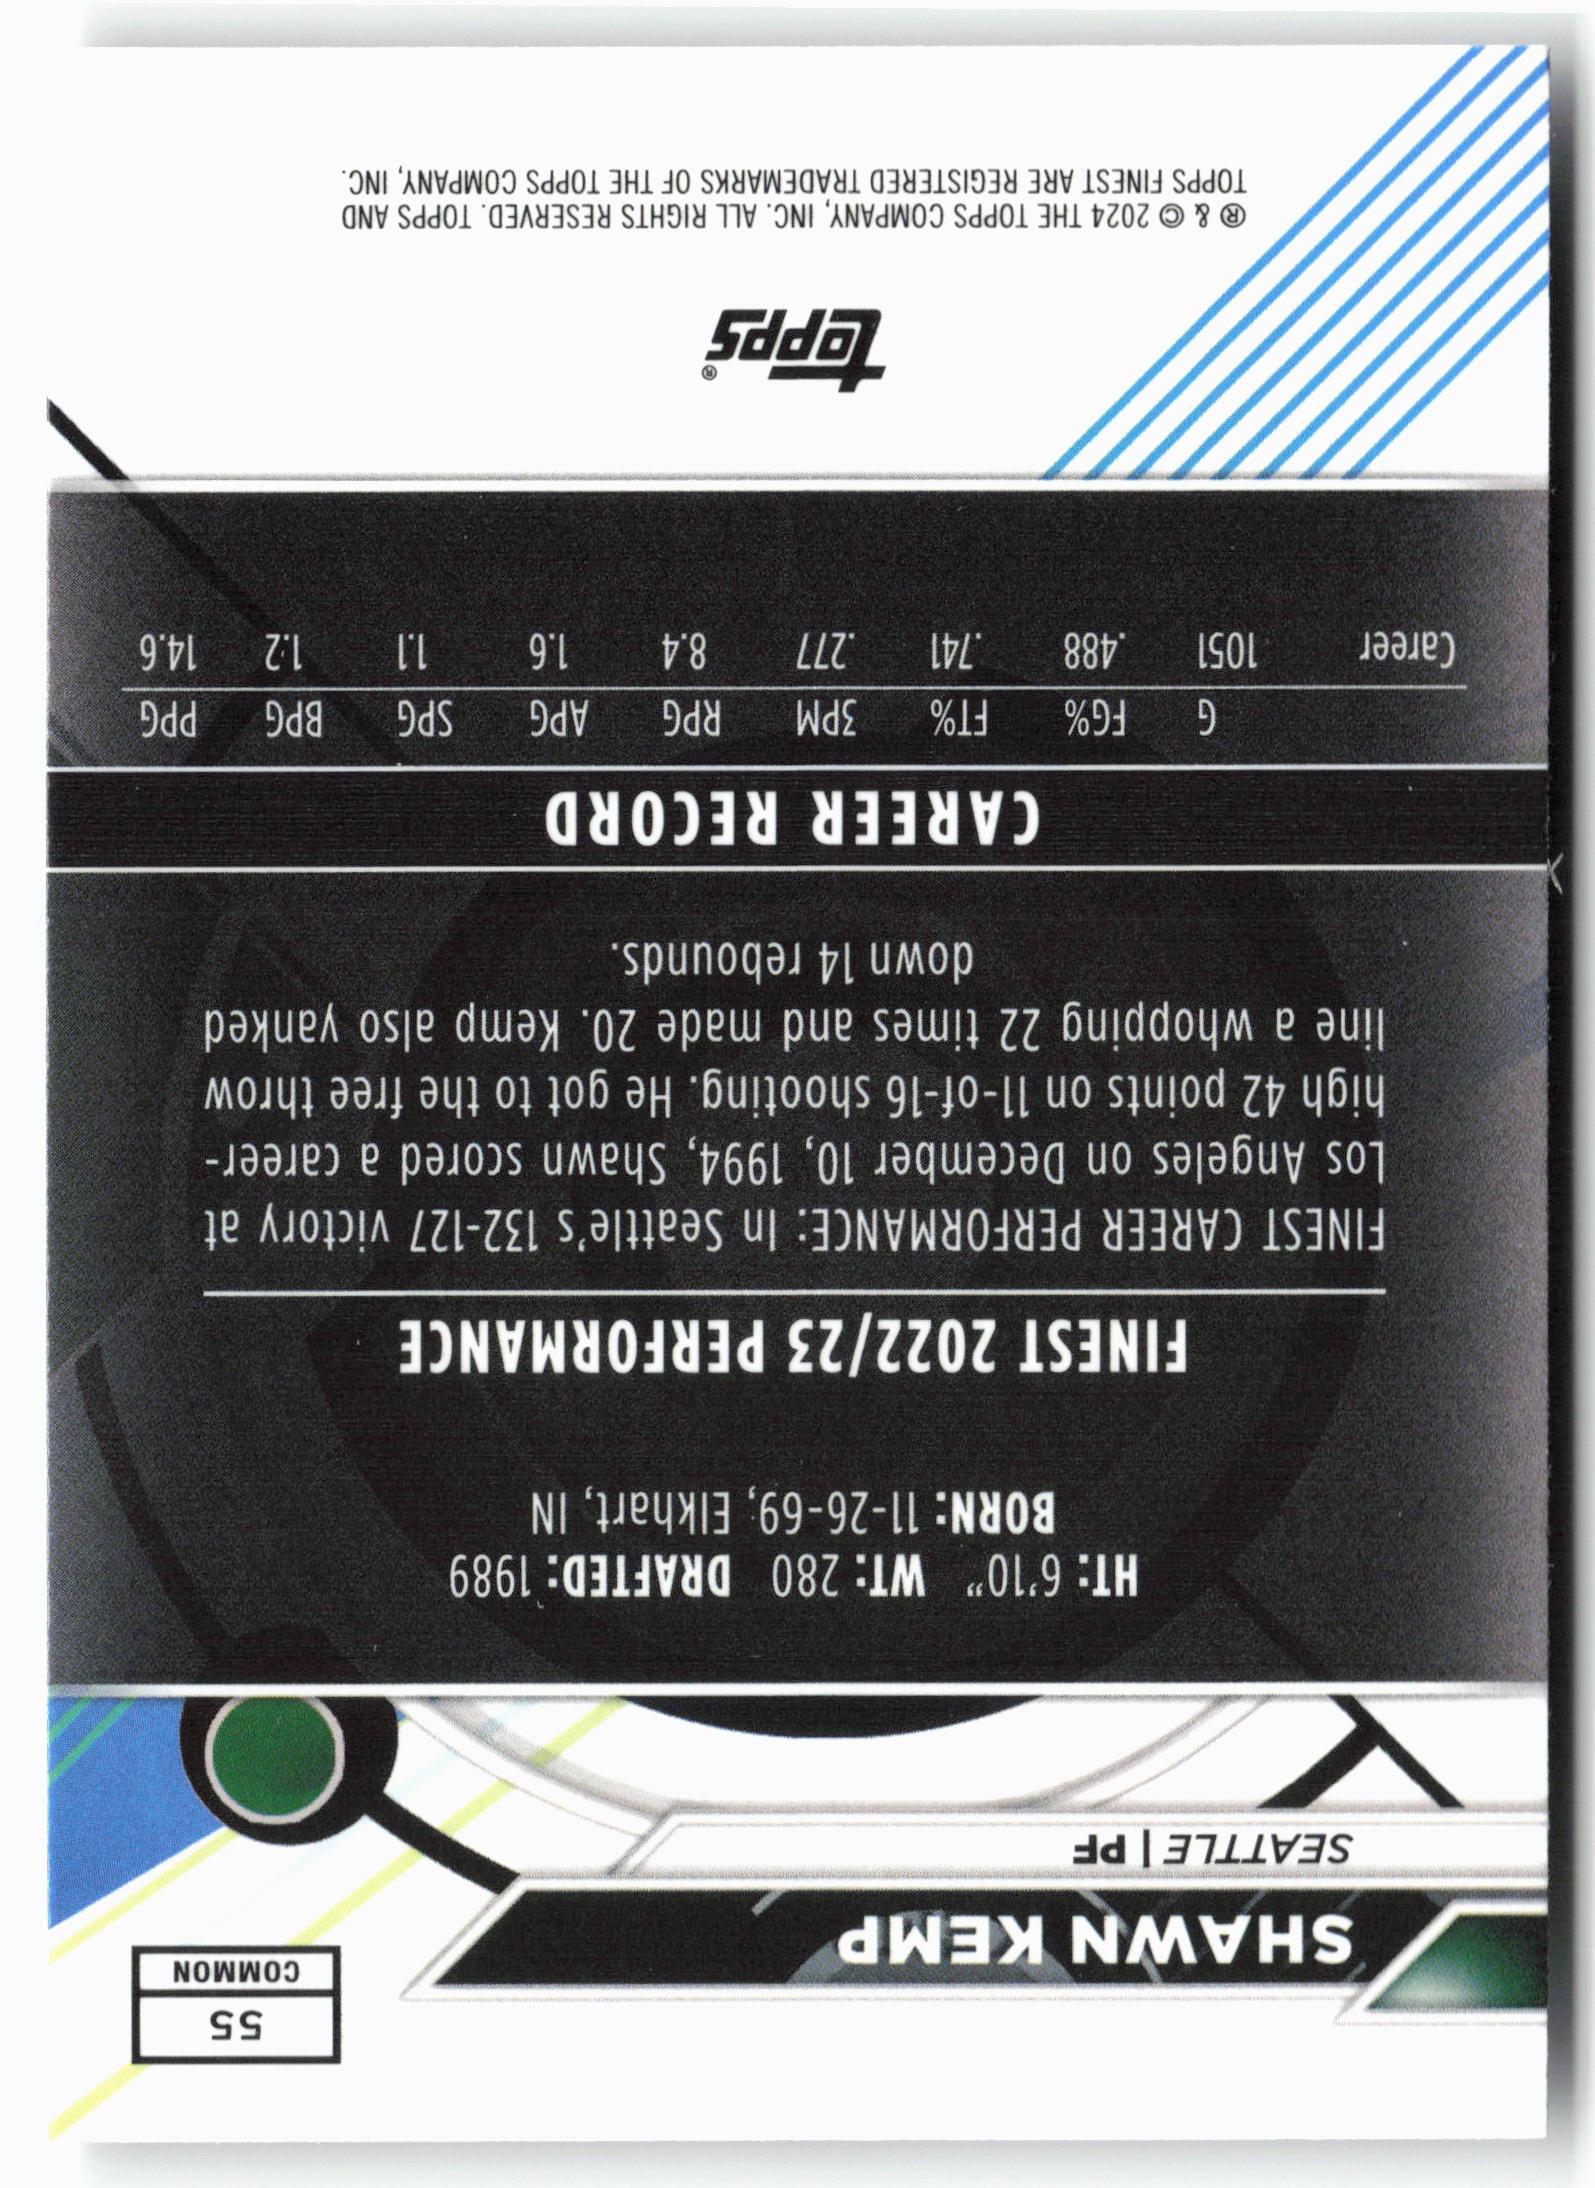 55
COMMON
SHAWN KEMP
SEATTLE | PF
HT: 6'10" WT: 280 DRAFTED: 1989
BORN: 11-26-69, Elkhart, IN
FINEST 2022/23 PERFORMANCE
FINEST CAREER PERFORMANCE: In Seattle's 132-127 victory at
Los Angeles on December 10, 1994, Shawn scored a career-
high 42 points on 11-of-16 shooting. He got to the free throw
line a whopping 22 times and made 20. Kemp also yanked
down 14 rebounds.
CAREER RECORD
G FG% FT% 3PM RPG APG SPG BPG PPG
Career 1051 .488 .741 .277 8.4 1.6 1.1 1.2 14.6
topps®
® & © 2024 THE TOPPS COMPANY, INC. ALL RIGHTS RESERVED. TOPPS AND
TOPPS FINEST ARE REGISTERED TRADEMARKS OF THE TOPPS COMPANY, INC.